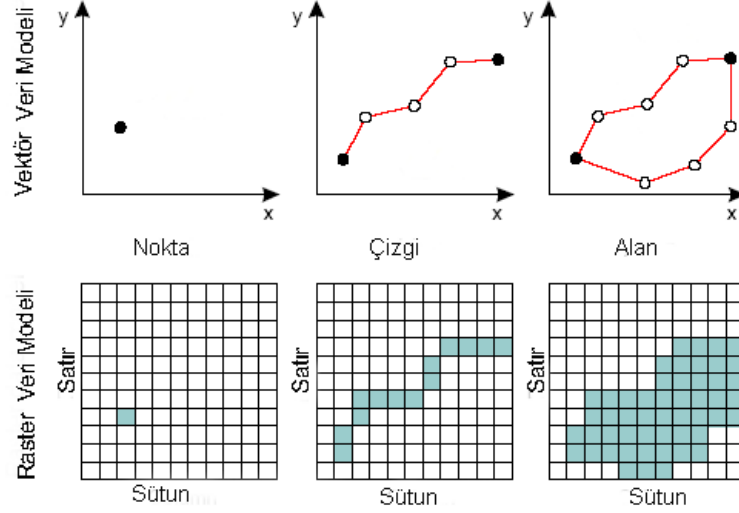 Vektör Veri Modeli
y
x
Nokta
y
x
Çizgi
y
x
Alan
Raster Veri Modeli
Satır
Sütun
Satır
Sütun
Satır
Sütun